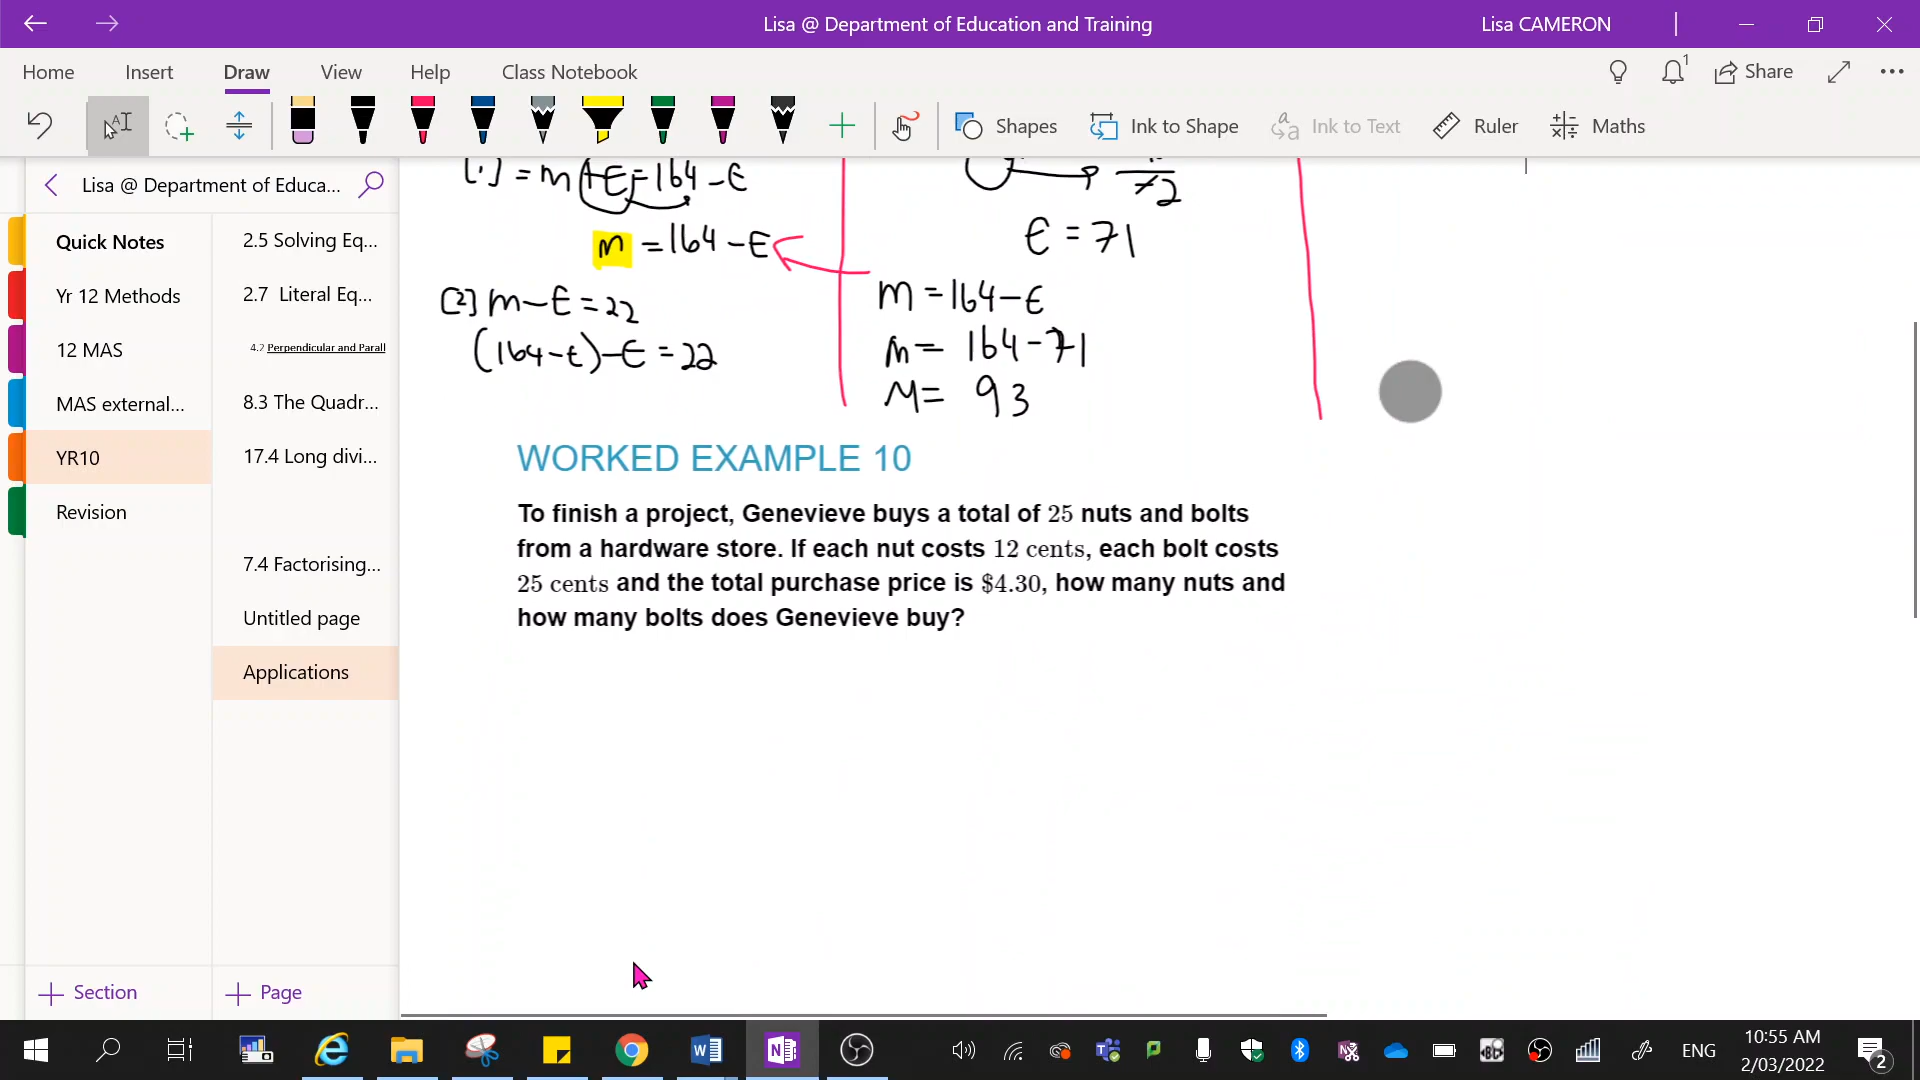 Lisa @ Department of Education and Training
Lisa CAMERON
Home Insert Draw View Help Class Notebook
1
Share
Shapes Ink to Shape Ink to Text Ruler Maths
Lisa @ Department of Educa...
Quick Notes
Yr 12 Methods
12 MAS
MAS external...
YR10
Revision
2.5 Solving Eq...
2.7 Literal Eq...
4.2 Perpendicular and Parall
8.3 The Quadr...
17.4 Long divi...
7.4 Factorising...
Untitled page
Applications
+ Section
+ Page
[1] = m+E=164-E
m = 164-E
[2] m-E=22
(164-E)-E=22
-2
E = 71
M = 164-E
M = 164-71
M = 93
WORKED EXAMPLE 10
To finish a project, Genevieve buys a total of 25 nuts and bolts
from a hardware store. If each nut costs 12 cents, each bolt costs
25 cents and the total purchase price is $4.30, how many nuts and
how many bolts does Genevieve buy?
ENG
10:55 AM
2/03/2022
2